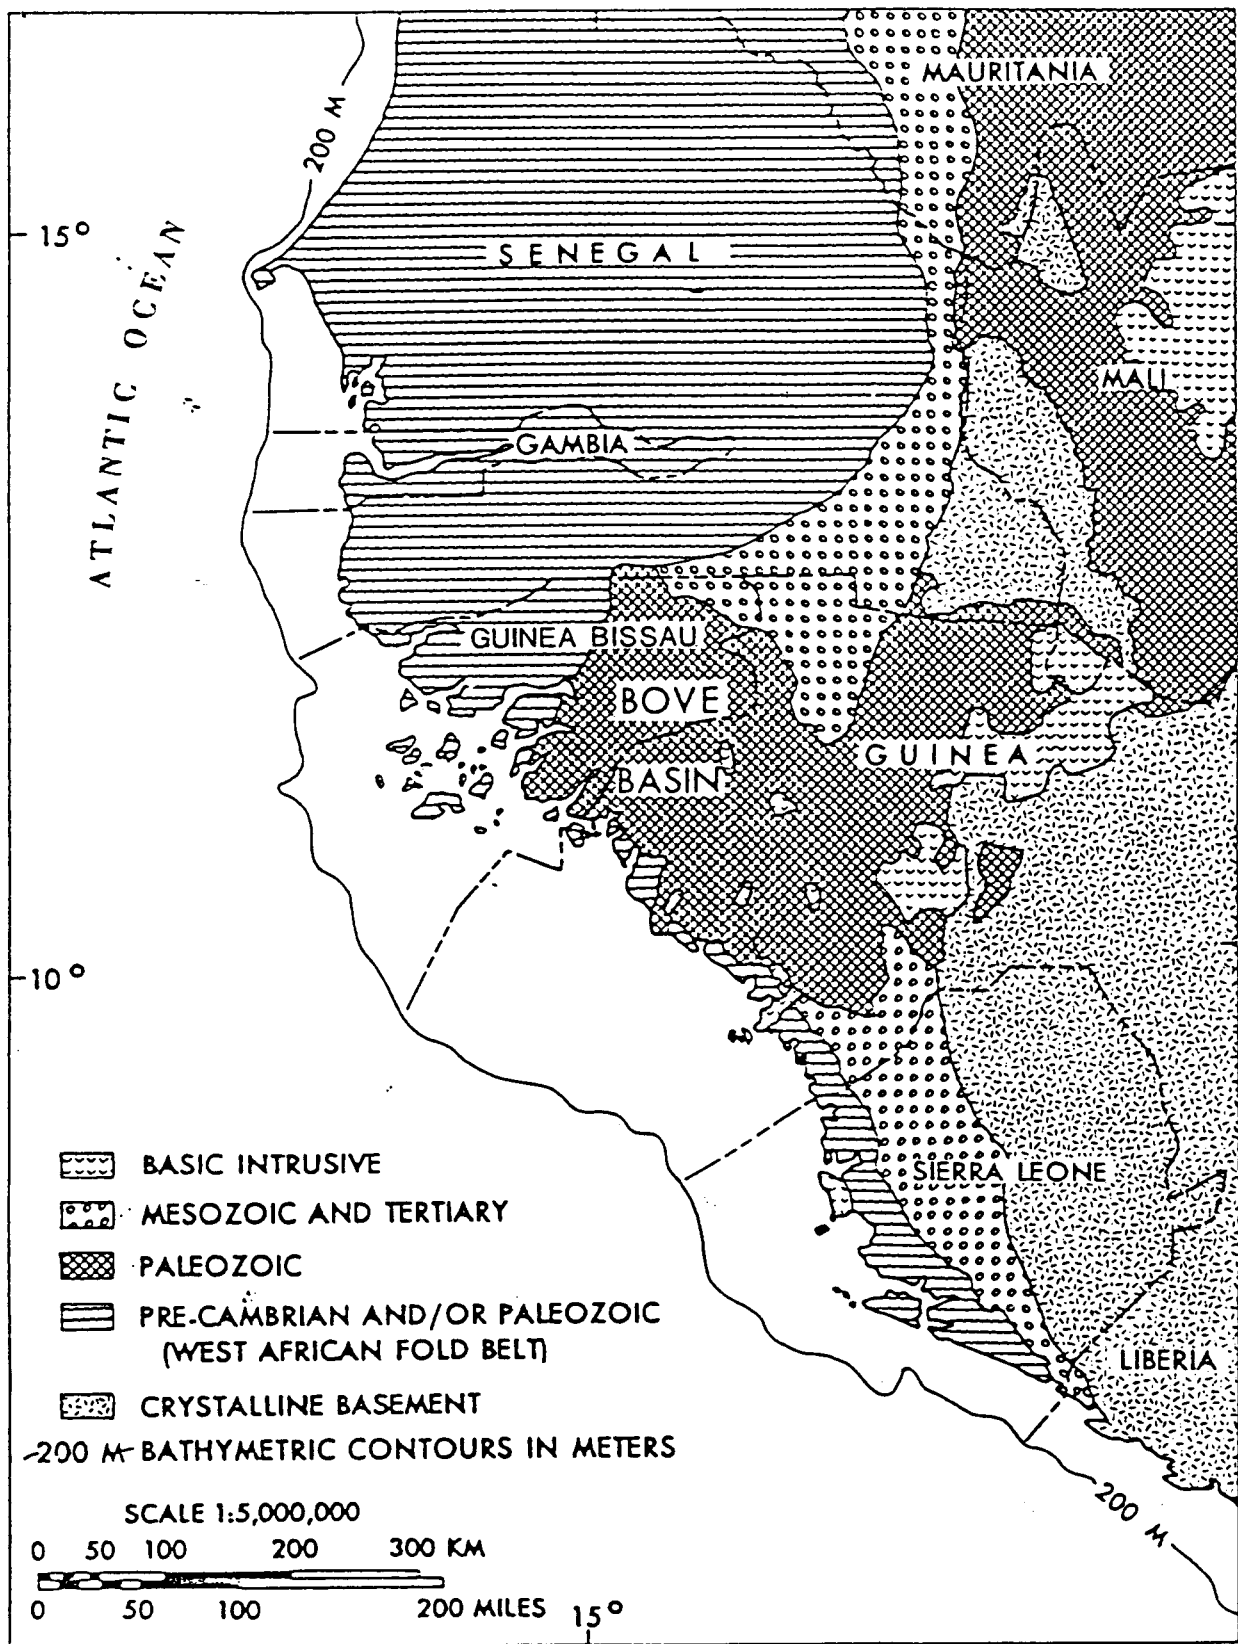 MAURITANIA
200 M
15°
SENEGAL
ATLANTIC OCEAN
MALI
GAMBIA
GUINEA BISSAU
BOVE
BASIN
GUINEA
10°
SIERRA LEONE
LIBERIA
200 M
BASIC INTRUSIVE
MESOZOIC AND TERTIARY
PALEOZOIC
PRE-CAMBRIAN AND/OR PALEOZOIC
(WEST AFRICAN FOLD BELT)
CRYSTALLINE BASEMENT
200 M BATHYMETRIC CONTOURS IN METERS
SCALE 1:5,000,000
0 50 100 200 300 KM
0 50 100 200 MILES
15°